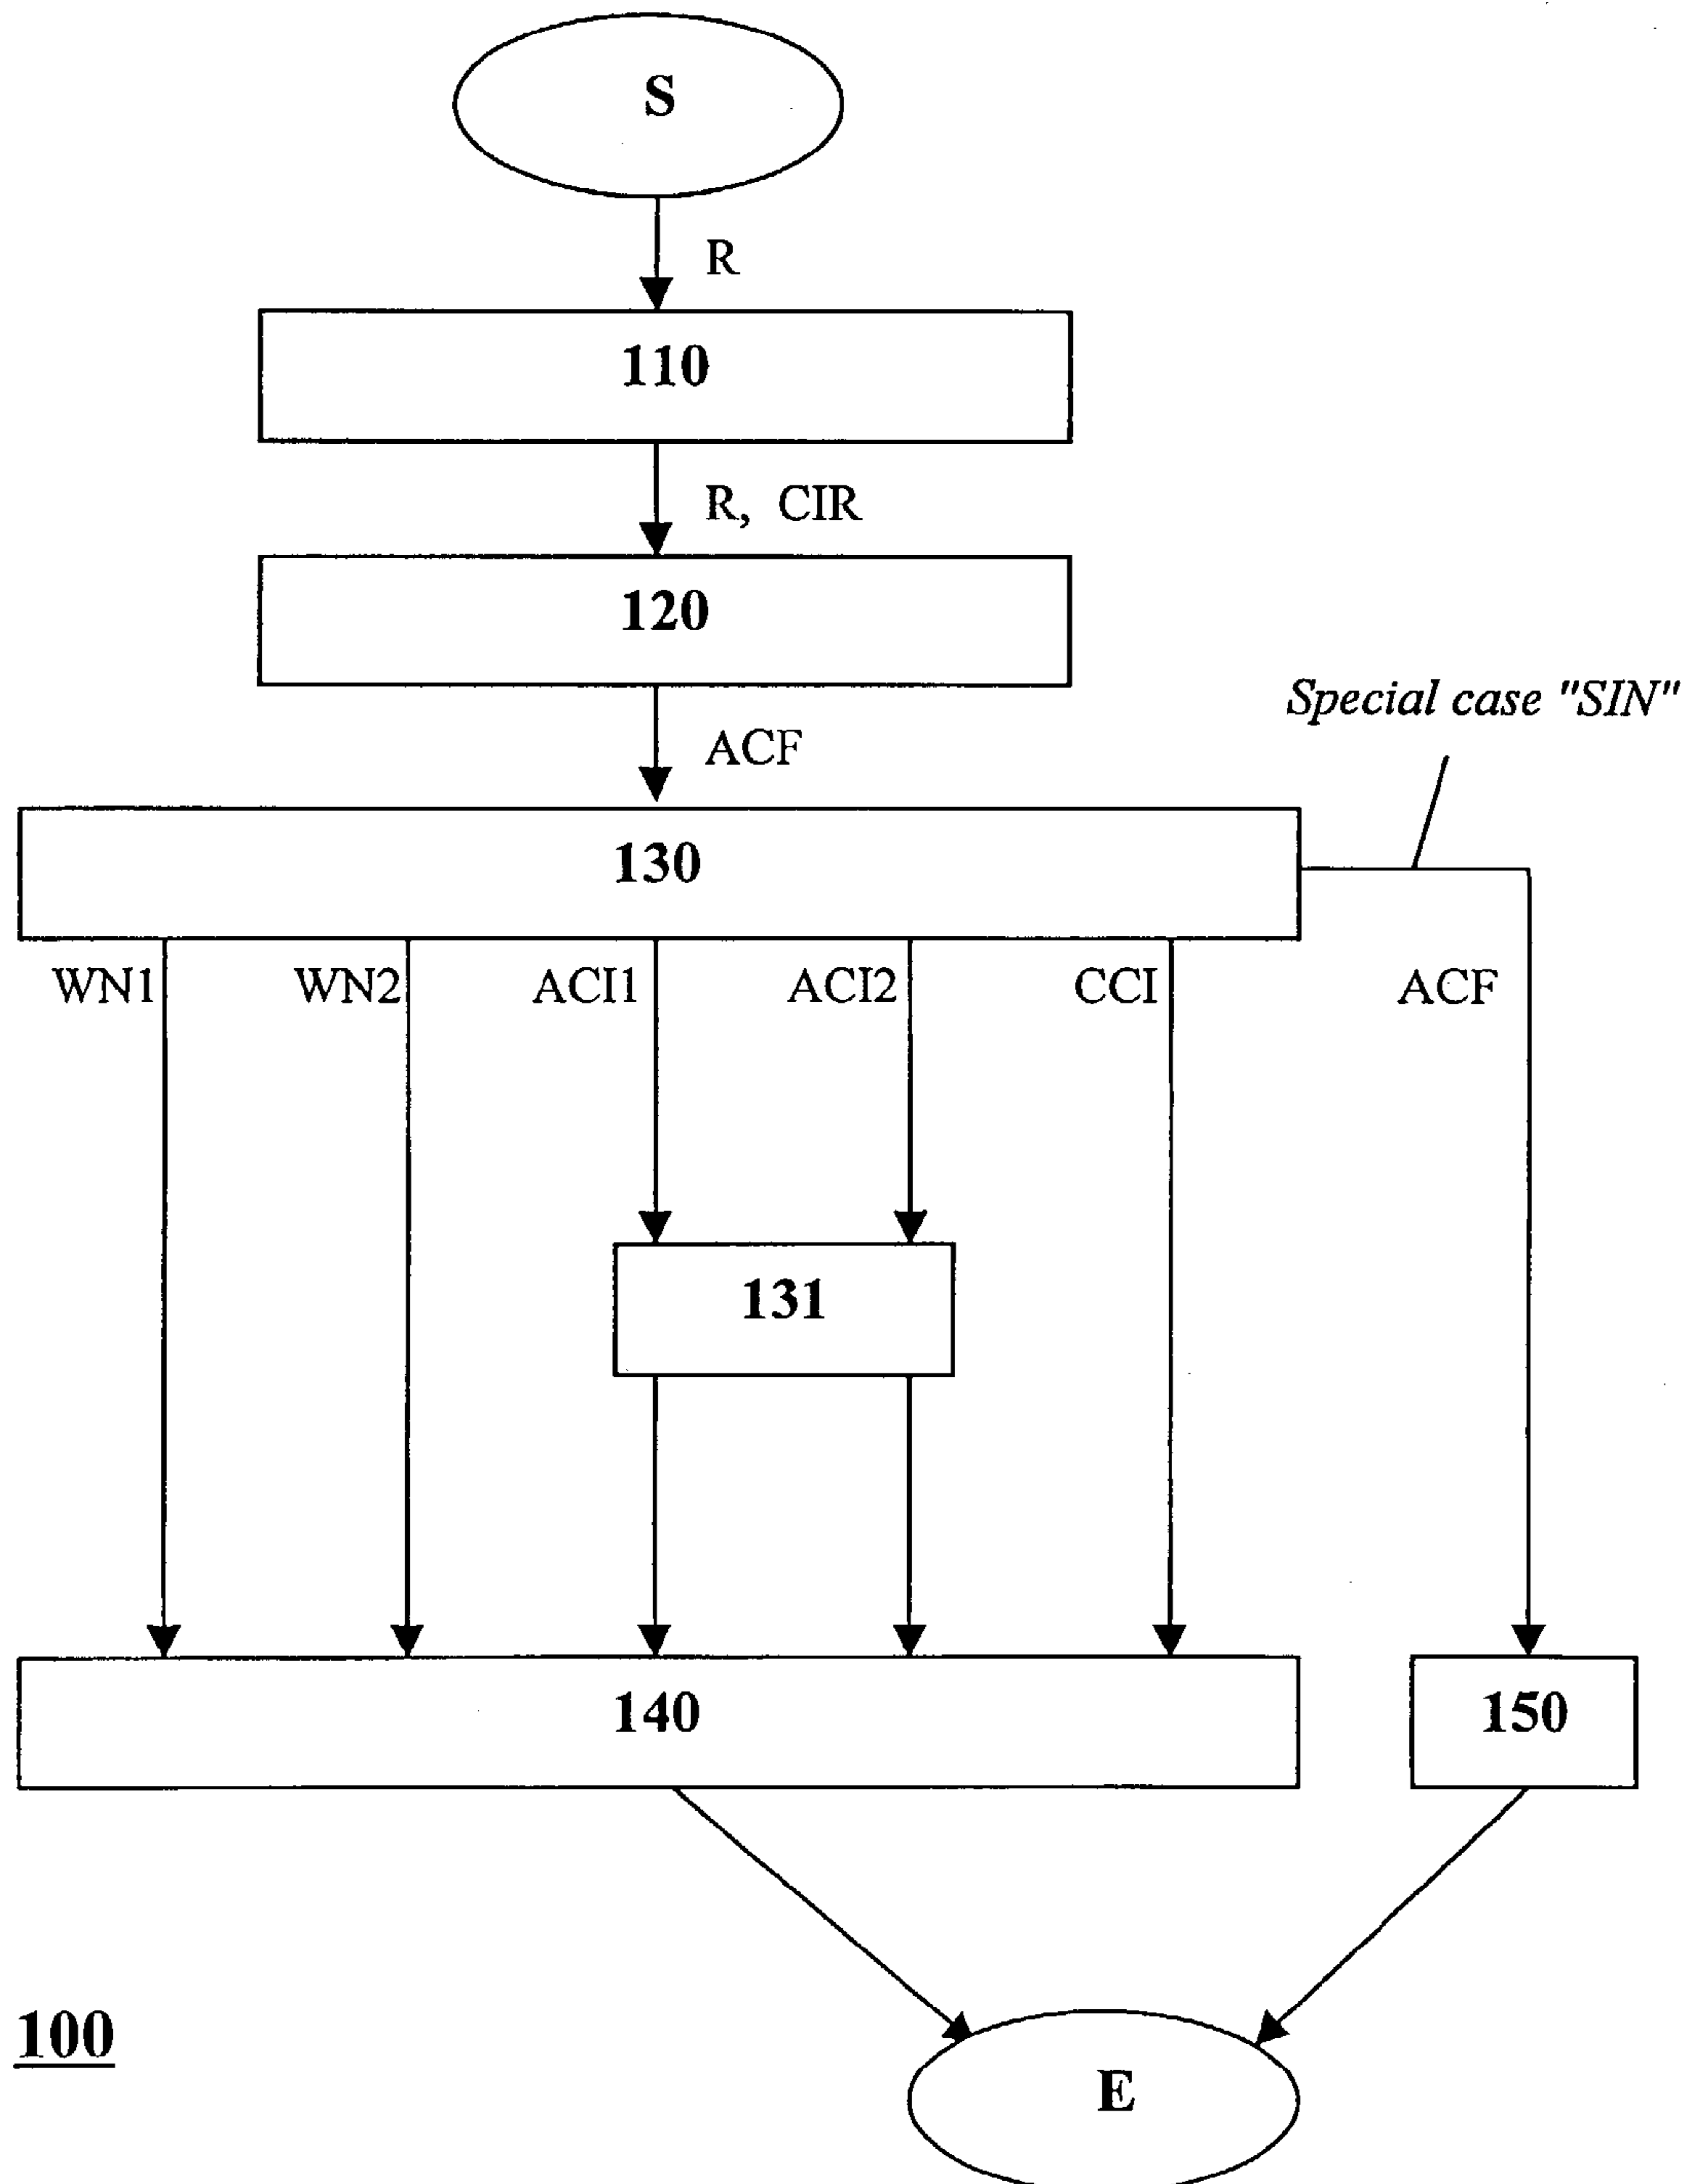 S
R
110
R, CIR
120
Special case "SIN"
ACF
130
WN1 WN2 ACI1 ACI2 CCI ACF
131
140 150
100
E